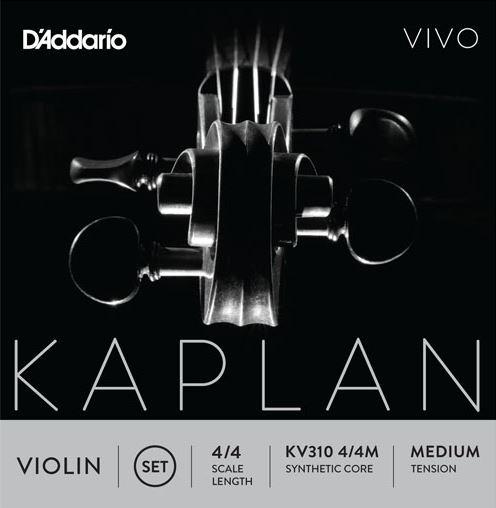 D'Addario
VIVO
KAPLAN
VIOLIN
SET
4/4
SCALE
LENGTH
KV310 4/4M
SYNTHETIC CORE
MEDIUM
TENSION